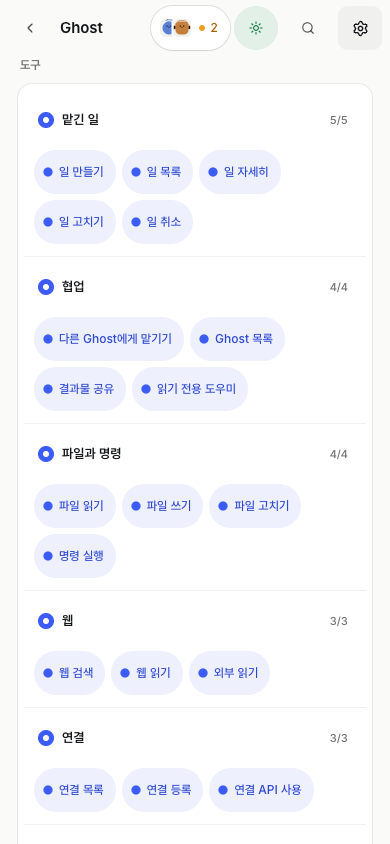 Ghost
2
도구
맡긴 일 5/5
일 만들기 일 목록 일 자세히
일 고치기 일 취소
협업 4/4
다른 Ghost에게 맡기기 Ghost 목록
결과물 공유 읽기 전용 도우미
파일과 명령 4/4
파일 읽기 파일 쓰기 파일 고치기
명령 실행
웹 3/3
웹 검색 웹 읽기 외부 읽기
연결 3/3
연결 목록 연결 등록 연결 API 사용